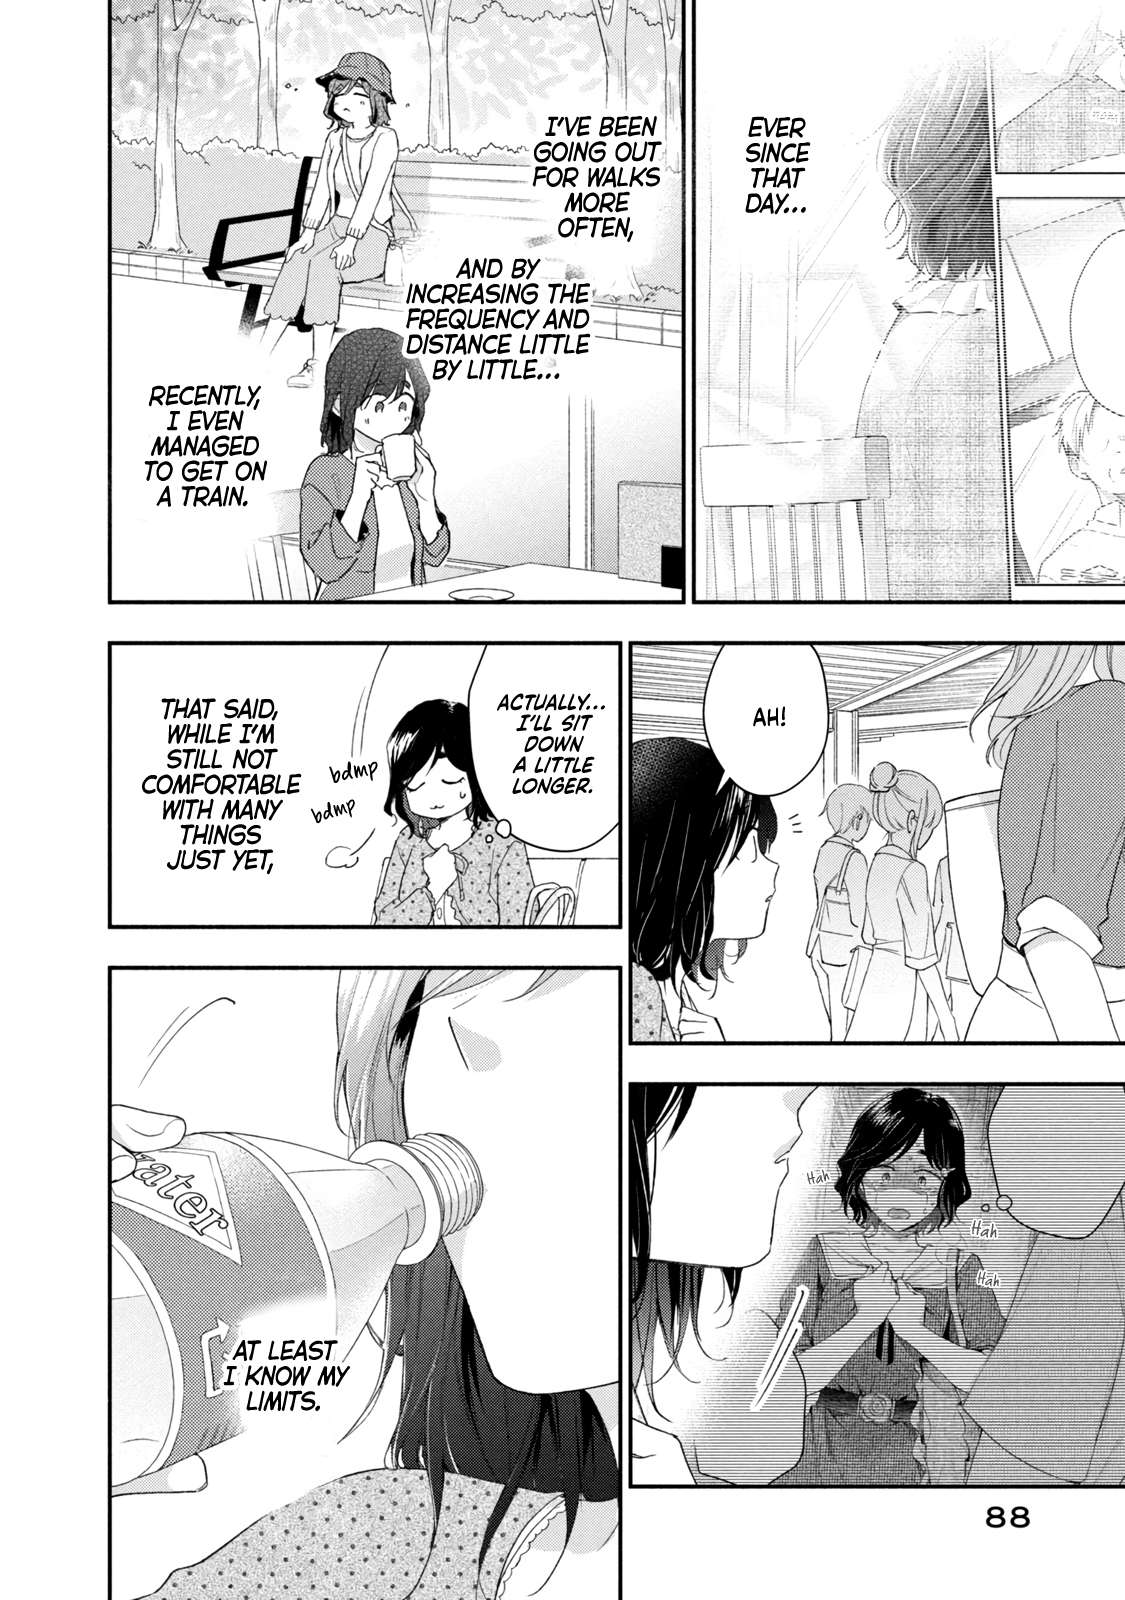 EVER
SINCE
THAT
DAY...
I'VE BEEN
GOING OUT
FOR WALKS
MORE
OFTEN,
AND BY
INCREASING THE
FREQUENCY AND
DISTANCE LITTLE
BY LITTLE...
RECENTLY,
I EVEN
MANAGED
TO GET ON
A TRAIN.
AH!
ACTUALLY...
I'LL SIT
DOWN
A LITTLE
LONGER.
bdmp
bdmp
THAT SAID,
WHILE I'M
STILL NOT
COMFORTABLE
WITH MANY
THINGS
JUST YET,
Hah
Hah
Hah
water
AT LEAST
I KNOW MY
LIMITS.
88